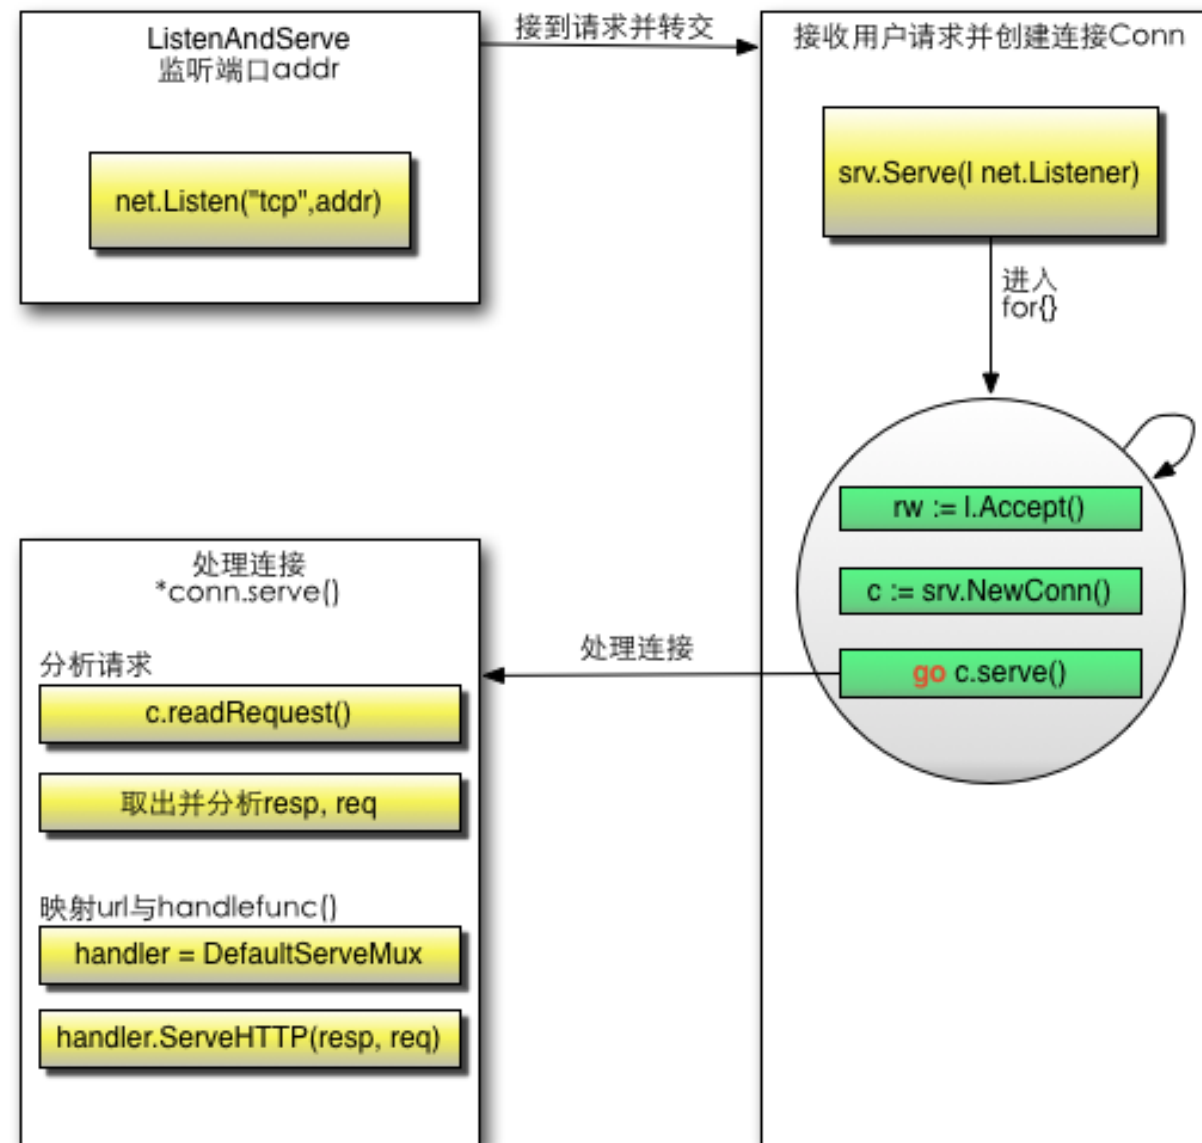 ListenAndServe
监听端口addr
net.Listen("tcp",addr)
接到请求并转交
接收用户请求并创建连接Conn
srv.Serve(l net.Listener)
进入
for{}
rw := l.Accept()
c := srv.NewConn()
go c.serve()
处理连接
处理连接
*conn.serve()
分析请求
c.readRequest()
取出并分析resp, req
映射url与handlefunc()
handler = DefaultServeMux
handler.ServeHTTP(resp, req)